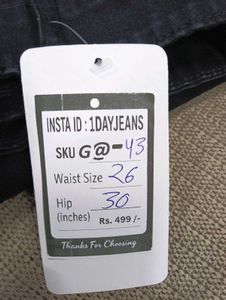 INSTA ID : 1DAYJEANS
SKU G@-43
Waist Size 26
Hip 30
(inches) Rs. 499 /-
Thanks For Choosing